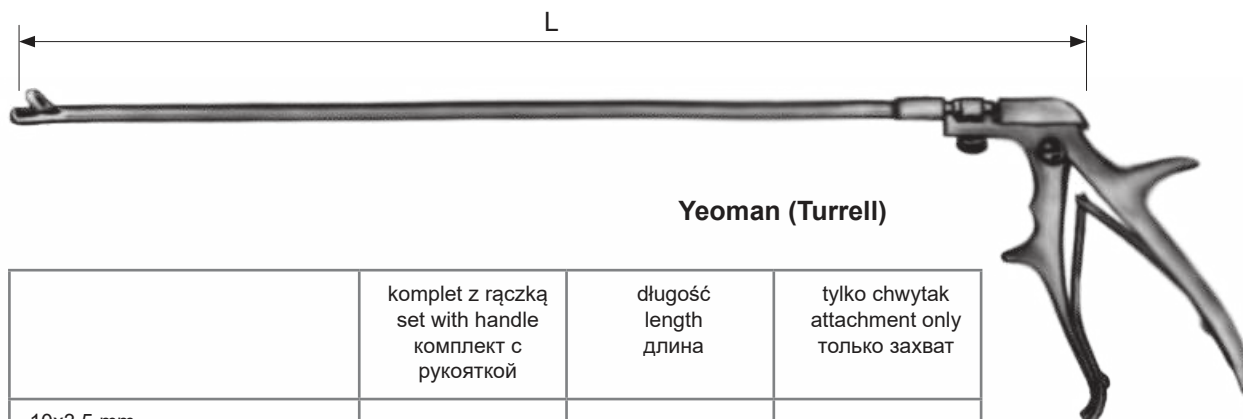 L
Yeoman (Turrell)
komplet z rączką
set with handle
комплект с
рукояткой
długość
length
длина
tylko chwytak
attachment only
только захват